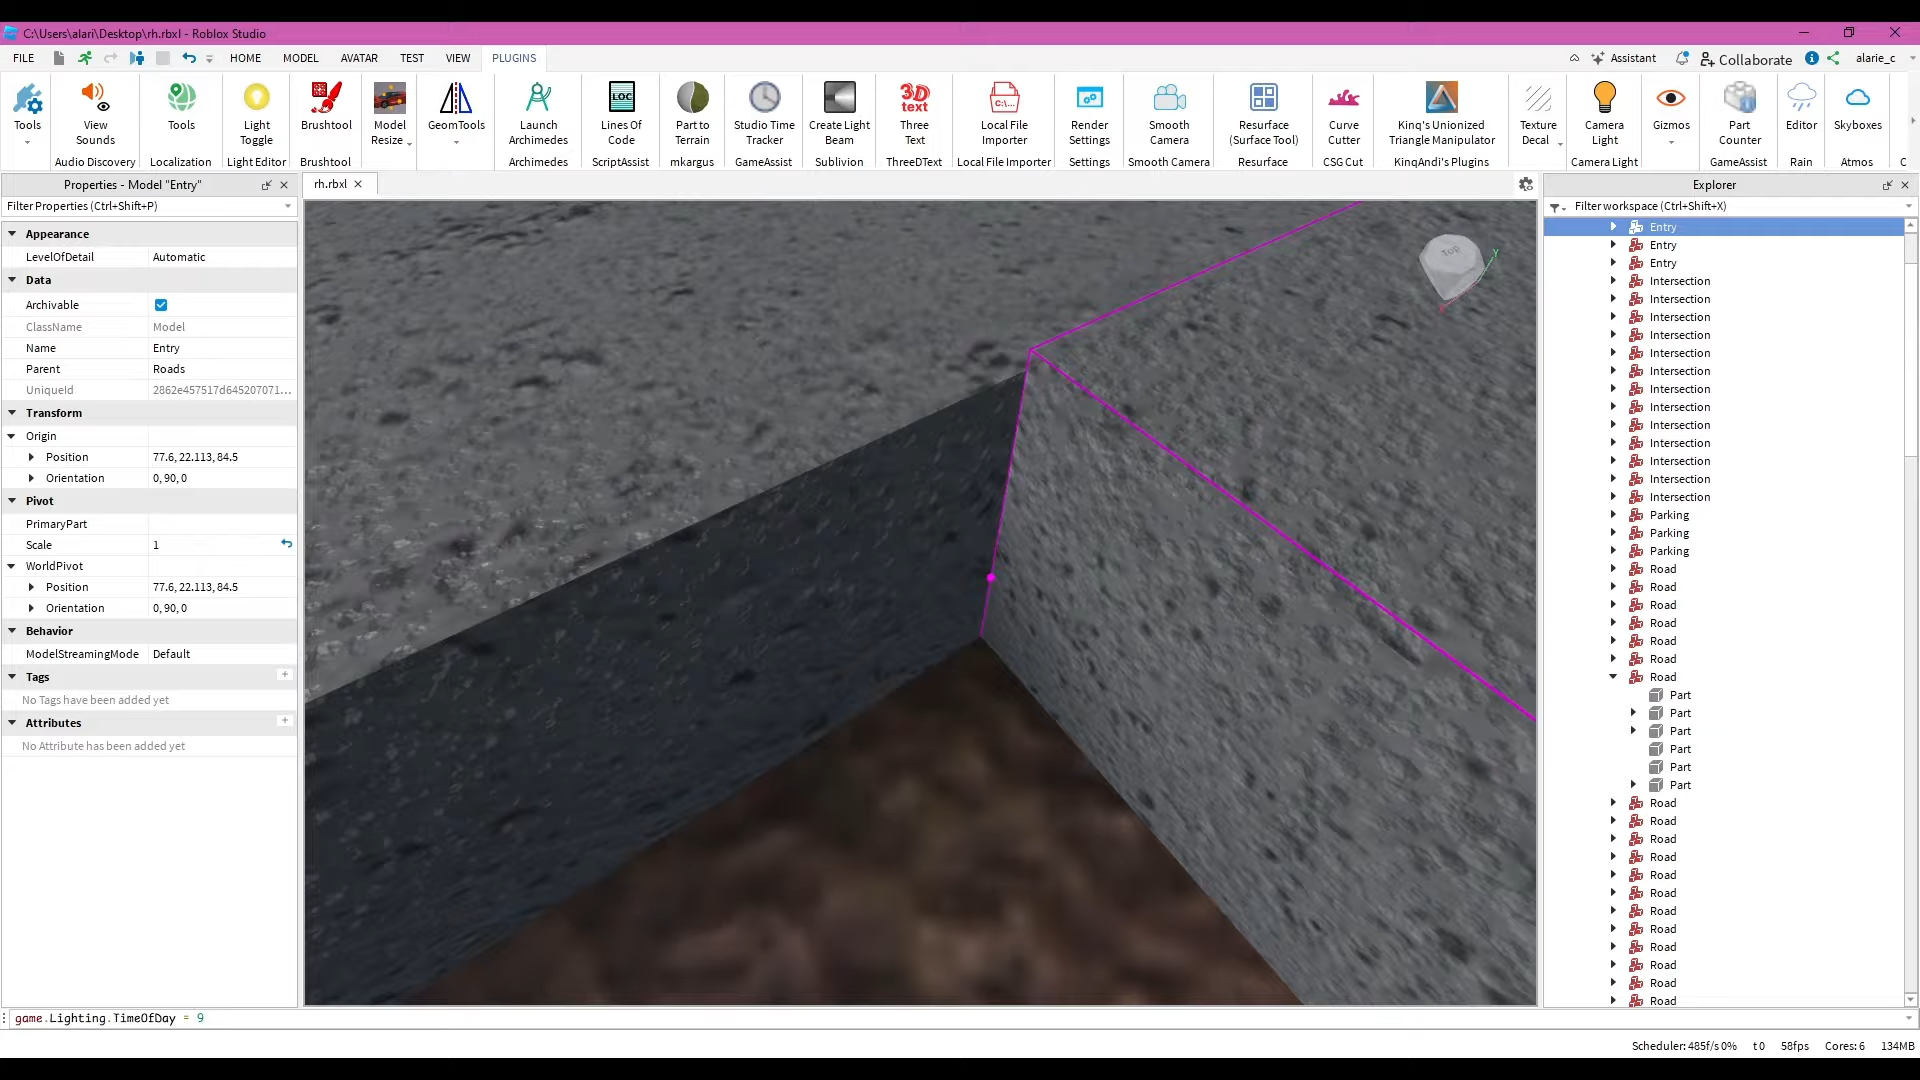 C:\Users\alari\Desktop\rh.rbxl - Roblox Studio
FILE HOME MODEL AVATAR TEST VIEW PLUGINS Assistant Collaborate alarie_c
Tools
View Sounds
Audio Discovery
Tools
Localization
Light Toggle
Light Editor
Brushtool
Brushtool
Model Resize
GeomTools
Launch Archimedes
Archimedes
LOC
Lines Of Code
ScriptAssist
Part to Terrain
mkargus
Studio Time Tracker
GameAssist
Create Light Beam
Sublivion
3D text
Three Text
ThreeDText
C:\...
Local File Importer
Local File Importer
Render Settings
Settings
Smooth Camera
Smooth Camera
Resurface (Surface Tool)
Resurface
Curve Cutter
CSG Cut
King's Unionized Triangle Manipulator
KinqAndi's Plugins
Texture Decal
Camera Light
Camera Light
Gizmos
Part Counter
GameAssist
Editor
Rain
Skyboxes
Atmos
Properties - Model "Entry"
Filter Properties (Ctrl+Shift+P)
Appearance
LevelOfDetail Automatic
Data
Archivable
ClassName Model
Name Entry
Parent Roads
UniqueId 2862e457517d645207071...
Transform
Origin
Position 77.6, 22.113, 84.5
Orientation 0, 90, 0
Pivot
PrimaryPart
Scale 1
WorldPivot
Position 77.6, 22.113, 84.5
Orientation 0, 90, 0
Behavior
ModelStreamingMode Default
Tags
No Tags have been added yet
Attributes
No Attribute has been added yet
rh.rbxl
Top
Y
Explorer
Filter workspace (Ctrl+Shift+X)
Entry
Entry
Entry
Intersection
Intersection
Intersection
Intersection
Intersection
Intersection
Intersection
Intersection
Intersection
Intersection
Intersection
Intersection
Intersection
Parking
Parking
Parking
Road
Road
Road
Road
Road
Road
Road
Part
Part
Part
Part
Part
Part
Road
Road
Road
Road
Road
Road
Road
Road
Road
Road
Road
Road
game.Lighting.TimeOfDay = 9
Scheduler: 485f/s 0% t 0 58fps Cores: 6 134MB